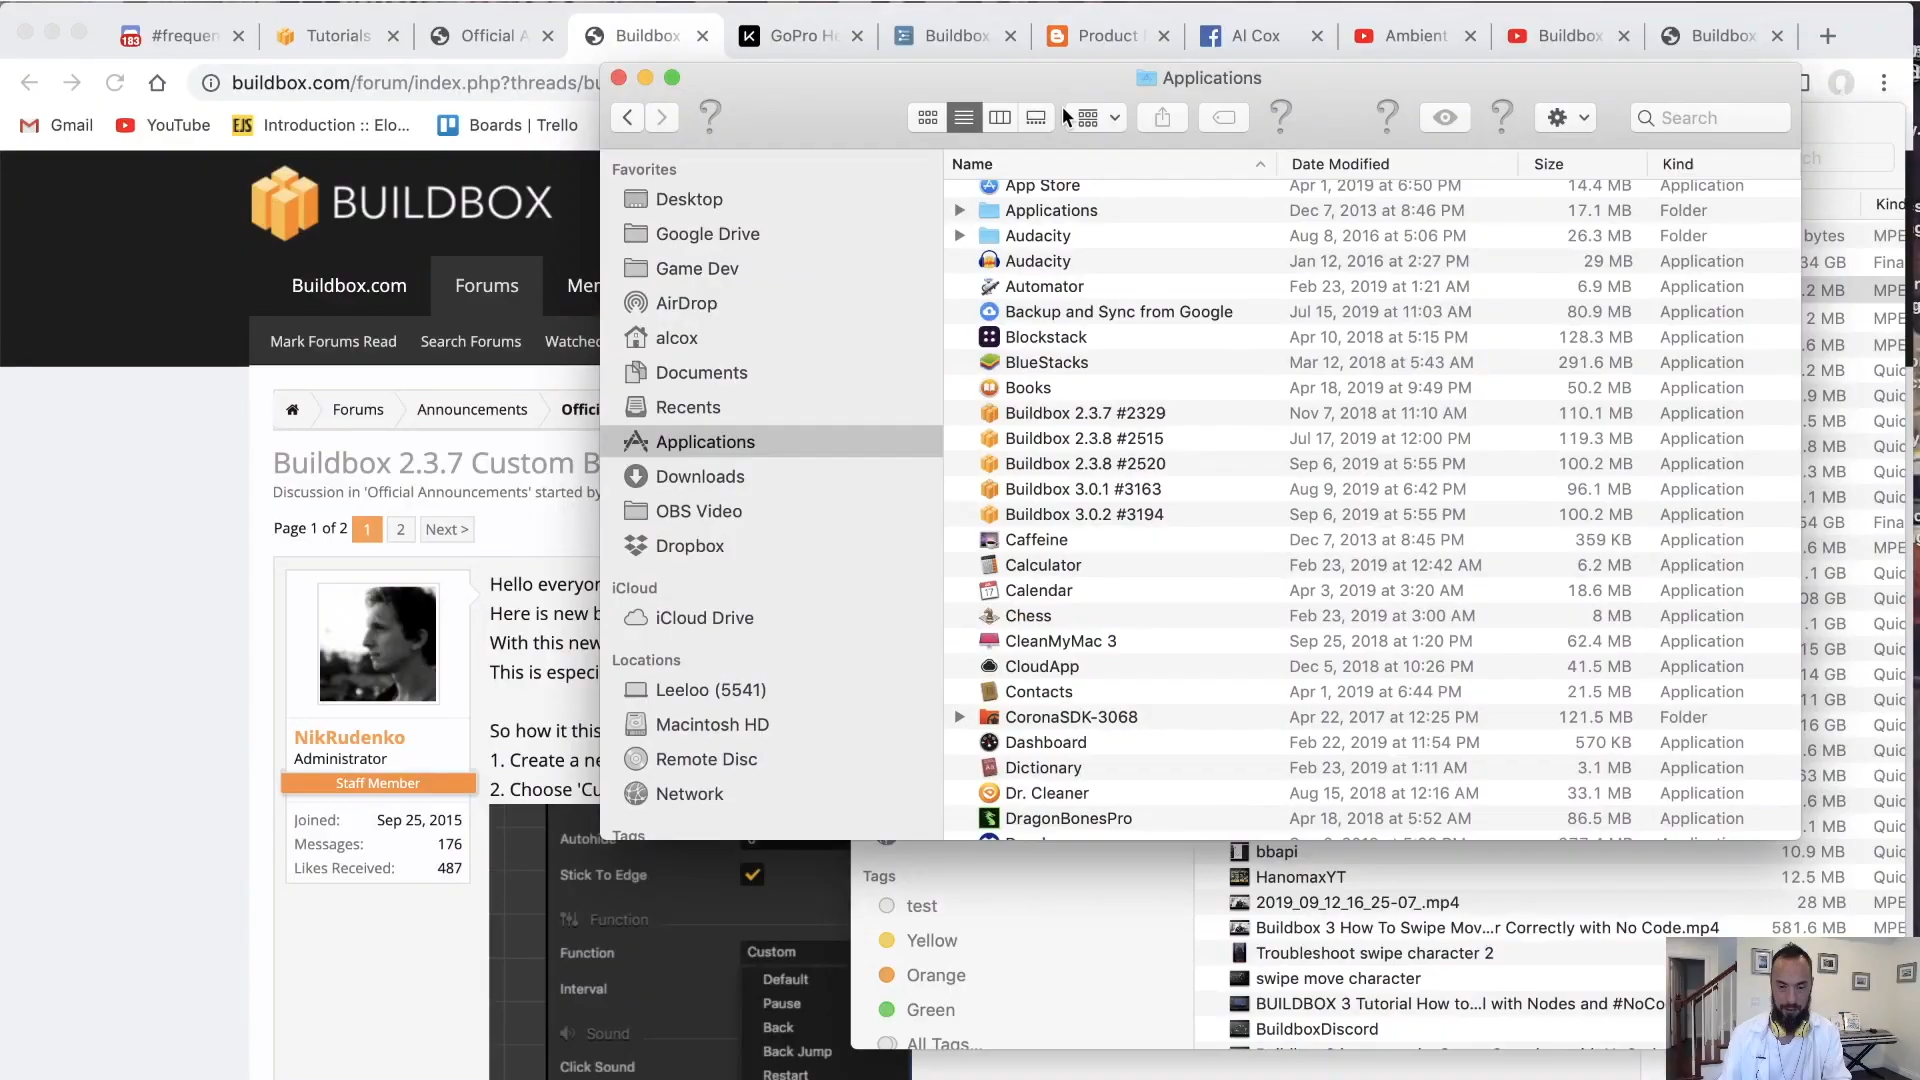 183 #frequen
Tutorials
Official A
Buildbox
GoPro He
Buildbox
Product
Al Cox
Ambient
Buildbox
Buildbox
buildbox.com/forum/index.php?threads/bu
Gmail YouTube EJS Introduction :: Elo... Boards | Trello
BUILDBOX
Buildbox.com Forums Mer
Mark Forums Read Search Forums Watched
Forums Announcements Offici
Buildbox 2.3.7 Custom B
Discussion in 'Official Announcements' started by
Page 1 of 2 1 2 Next >
NikRudenko
Administrator
Staff Member
Joined: Sep 25, 2015
Messages: 176
Likes Received: 487
Hello everyon
Here is new b
With this new
This is especi
So how it this
1. Create a ne
2. Choose 'Cu
Autohide 0
Stick To Edge
Function
Function Custom
Interval
Default
Pause
Back
Back Jump
Restart
Sound
Click Sound
Applications
Search
Favorites
Desktop
Google Drive
Game Dev
AirDrop
alcox
Documents
Recents
Applications
Downloads
OBS Video
Dropbox
iCloud
iCloud Drive
Locations
Leeloo (5541)
Macintosh HD
Remote Disc
Network
Tags
Name Date Modified Size Kind
App Store Apr 1, 2019 at 6:50 PM 14.4 MB Application
Applications Dec 7, 2013 at 8:46 PM 17.1 MB Folder
Audacity Aug 8, 2016 at 5:06 PM 26.3 MB Folder
Audacity Jan 12, 2016 at 2:27 PM 29 MB Application
Automator Feb 23, 2019 at 1:21 AM 6.9 MB Application
Backup and Sync from Google Jul 15, 2019 at 11:03 AM 80.9 MB Application
Blockstack Apr 10, 2018 at 5:15 PM 128.3 MB Application
BlueStacks Mar 12, 2018 at 5:43 AM 291.6 MB Application
Books Apr 18, 2019 at 9:49 PM 50.2 MB Application
Buildbox 2.3.7 #2329 Nov 7, 2018 at 11:10 AM 110.1 MB Application
Buildbox 2.3.8 #2515 Jul 17, 2019 at 12:00 PM 119.3 MB Application
Buildbox 2.3.8 #2520 Sep 6, 2019 at 5:55 PM 100.2 MB Application
Buildbox 3.0.1 #3163 Aug 9, 2019 at 6:42 PM 96.1 MB Application
Buildbox 3.0.2 #3194 Sep 6, 2019 at 5:55 PM 100.2 MB Application
Caffeine Dec 7, 2013 at 8:45 PM 359 KB Application
Calculator Feb 23, 2019 at 12:42 AM 6.2 MB Application
Calendar Apr 3, 2019 at 3:20 AM 18.6 MB Application
Chess Feb 23, 2019 at 3:00 AM 8 MB Application
CleanMyMac 3 Sep 25, 2018 at 1:20 PM 62.4 MB Application
CloudApp Dec 5, 2018 at 10:26 PM 41.5 MB Application
Contacts Apr 1, 2019 at 6:44 PM 21.5 MB Application
CoronaSDK-3068 Apr 22, 2017 at 12:25 PM 121.5 MB Folder
Dashboard Feb 22, 2019 at 11:54 PM 570 KB Application
Dictionary Feb 23, 2019 at 1:11 AM 3.1 MB Application
Dr. Cleaner Aug 15, 2018 at 12:16 AM 33.1 MB Application
DragonBonesPro Apr 18, 2018 at 5:52 AM 86.5 MB Application
Tags
test
Yellow
Orange
Green
All Tags...
bbapi 10.9 MB Quic
HanomaxYT 12.5 MB Quic
2019_09_12_16_25-07_.mp4 28 MB MPE
Buildbox 3 How To Swipe Mov...r Correctly with No Code.mp4 581.6 MB MPE
Troubleshoot swipe character 2
swipe move character
BUILDBOX 3 Tutorial How to...l with Nodes and #NoCo
BuildboxDiscord